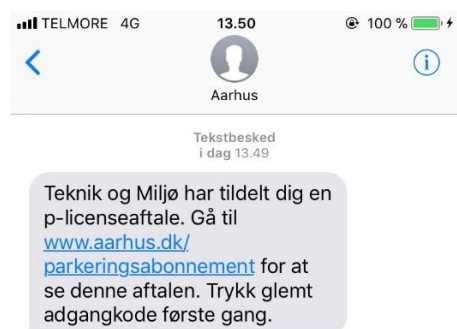 TELMORE 4G 13.50 100 %
Aarhus
Tekstbesked
i dag 13.49
Teknik og Miljø har tildelt dig en
p-licenseaftale. Gå til
www.aarhus.dk/
parkeringsabonnement for at
se denne aftalen. Trykk glemt
adgangkode første gang.